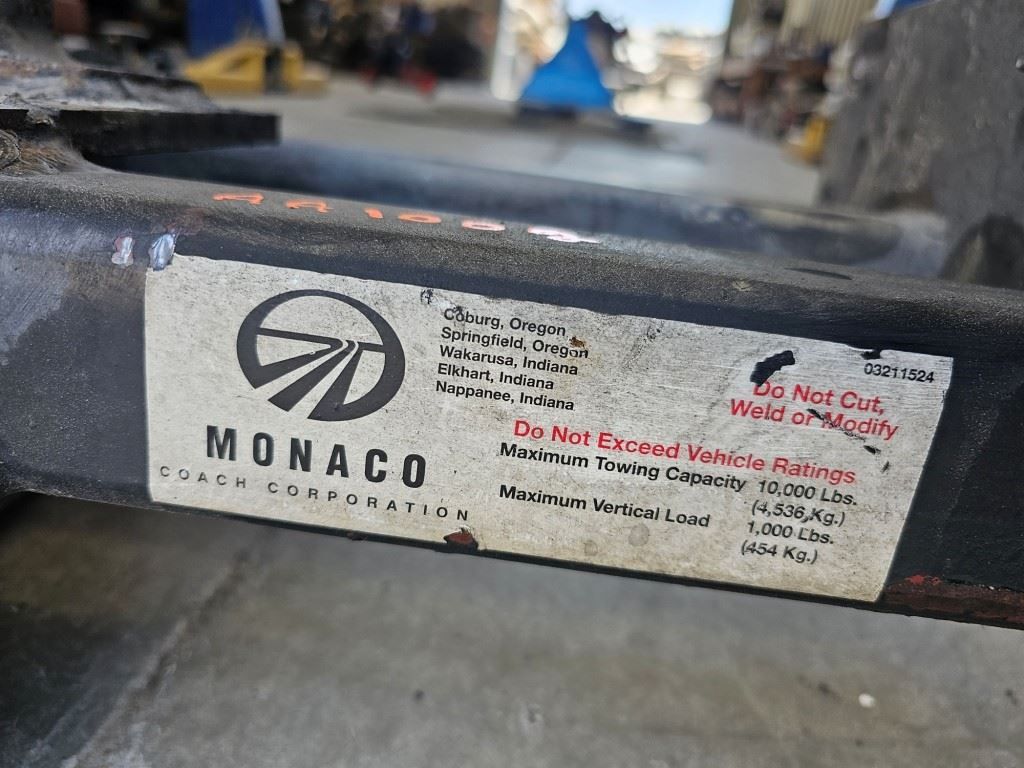 MONACO
COACH CORPORATION
Coburg, Oregon
Springfield, Oregon
Wakarusa, Indiana
Elkhart, Indiana
Nappanee, Indiana
03211524
Do Not Cut,
Weld or Modify
Do Not Exceed Vehicle Ratings
Maximum Towing Capacity 10,000 Lbs.
(4,536 Kg.)
Maximum Vertical Load 1,000 Lbs.
(454 Kg.)